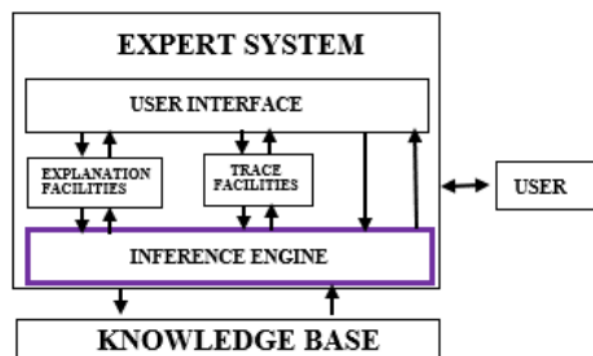 EXPERT SYSTEM
USER INTERFACE
EXPLANATION
FACILITIES
TRACE
FACILITIES
USER
INFERENCE ENGINE
KNOWLEDGE BASE